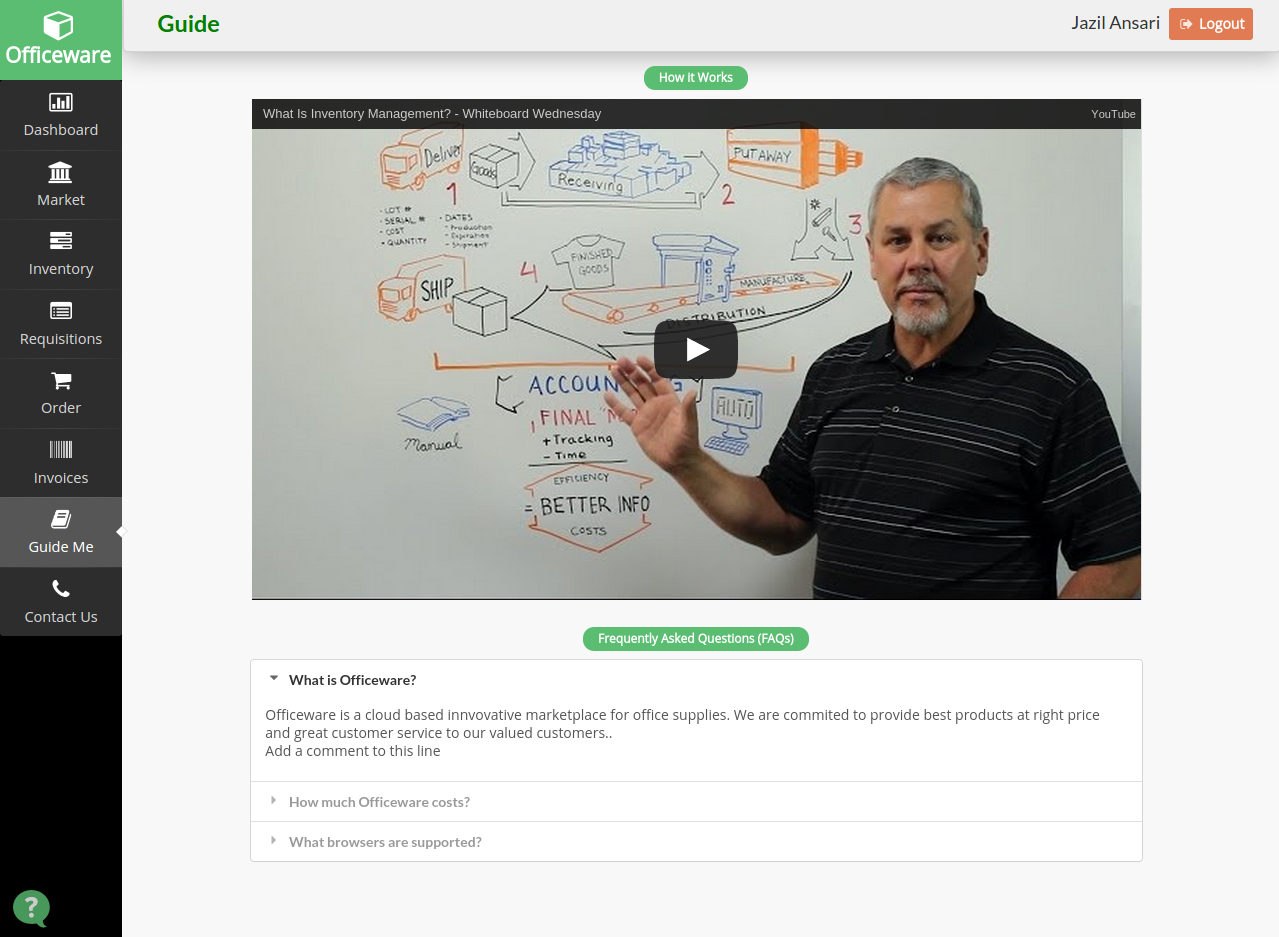 Officeware
Guide
Jazil Ansari
Logout
Dashboard
Market
Inventory
Requisitions
Order
Invoices
Guide Me
Contact Us
How it Works
What Is Inventory Management? - Whiteboard Wednesday
YouTube
Deliver
Goods
Receiving
PUT AWAY
1
2
3
• LOT #
• SERIAL #
• COST
• QUANTITY
• DATES
- Production
- Expiration
- Shipment
4
FINISHED
GOODS
SHIP
MANUFACTURE
DISTRIBUTION
Manual
AUTO
FINAL
+ Tracking
- Time
EFFICIENCY
= BETTER INFO
COSTS
Frequently Asked Questions (FAQs)
What is Officeware?
Officeware is a cloud based innvovative marketplace for office supplies. We are commited to provide best products at right price
and great customer service to our valued customers..
Add a comment to this line
How much Officeware costs?
What browsers are supported?
?